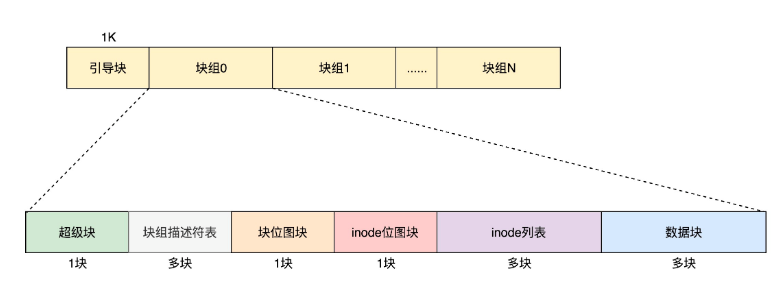 1K
引导块 块组0 块组1 ...... 块组N
超级块 块组描述符表 块位图块 inode位图块 inode列表 数据块
1块 多块 1块 1块 多块 多块